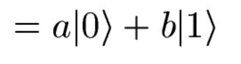 = a|0⟩ + b|1⟩